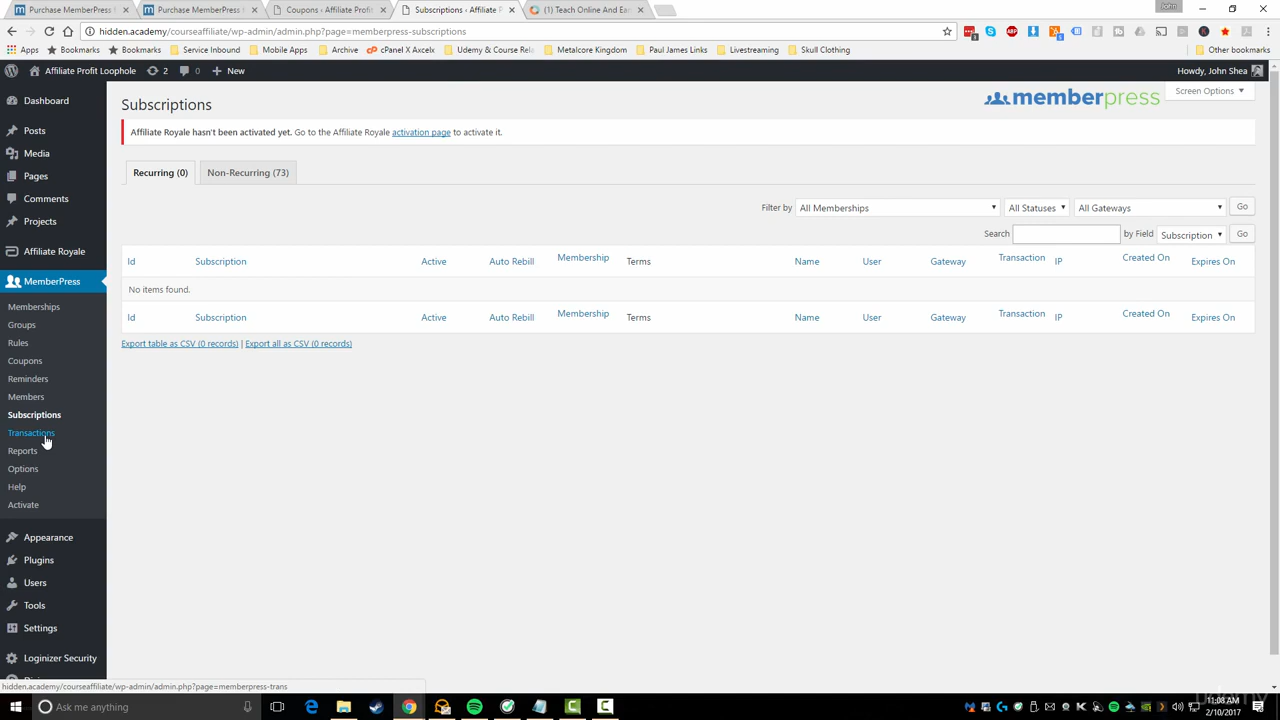 John
Purchase MemberPress
Purchase MemberPress
Coupons ‹ Affiliate Profit
Subscriptions ‹ Affiliate P
(1) Teach Online And Ear
hidden.academy/courseaffiliate/wp-admin/admin.php?page=memberpress-subscriptions
Apps Bookmarks Bookmarks Service Inbound Mobile Apps Archive cPanel X Axcelx Udemy & Course Rela Metalcore Kingdom Paul James Links Livestreaming Skull Clothing Other bookmarks
Affiliate Profit Loophole 2 0 + New Howdy, John Shea
Subscriptions
memberpress
Screen Options
Affiliate Royale hasn't been activated yet. Go to the Affiliate Royale activation page to activate it.
Recurring (0) Non-Recurring (73)
Filter by All Memberships All Statuses All Gateways Go
Search by Field Subscription Go
Id Subscription Active Auto Rebill Membership Terms Name User Gateway Transaction IP Created On Expires On
No items found.
Id Subscription Active Auto Rebill Membership Terms Name User Gateway Transaction IP Created On Expires On
Export table as CSV (0 records) | Export all as CSV (0 records)
Dashboard
Posts
Media
Pages
Comments
Projects
Affiliate Royale
MemberPress
Memberships
Groups
Rules
Coupons
Reminders
Members
Subscriptions
Transactions
Reports
Options
Help
Activate
Appearance
Plugins
Users
Tools
Settings
Loginizer Security
hidden.academy/courseaffiliate/wp-admin/admin.php?page=memberpress-trans
Ask me anything
11:08 AM
2/10/2017
udemy